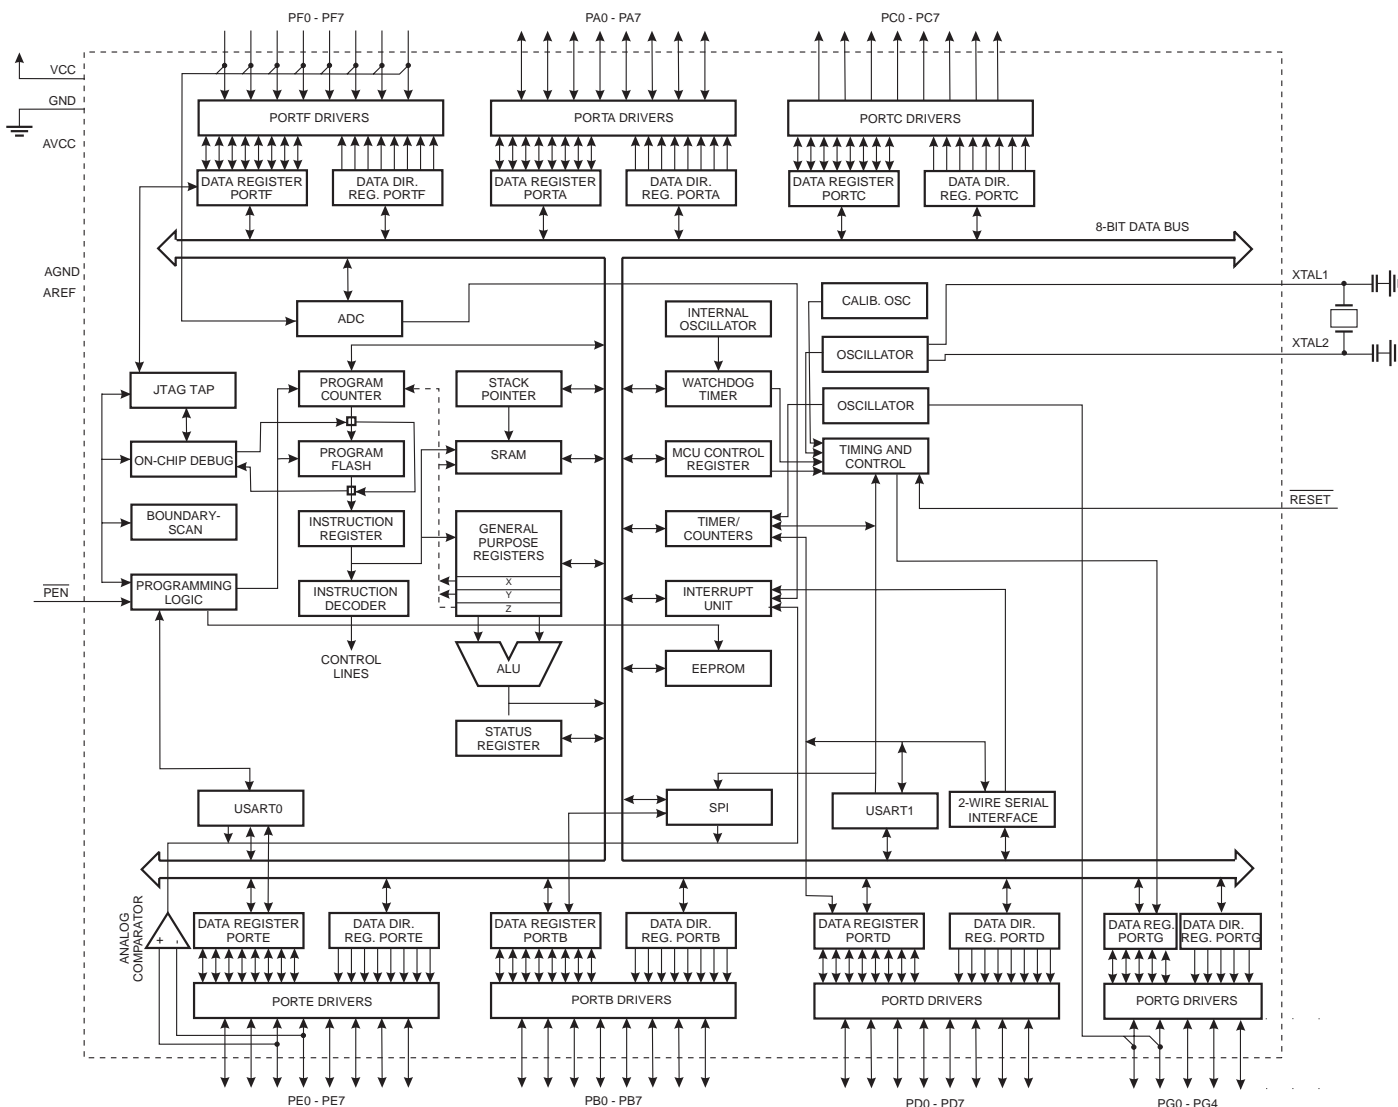 PF0 - PF7
PA0 - PA7
PC0 - PC7
VCC
GND
AVCC
PORTF DRIVERS
PORTA DRIVERS
PORTC DRIVERS
DATA REGISTER
PORTF
DATA DIR.
REG. PORTF
DATA REGISTER
PORTA
DATA DIR.
REG. PORTA
DATA REGISTER
PORTC
DATA DIR.
REG. PORTC
8-BIT DATA BUS
AGND
AREF
XTAL1
CALIB. OSC
ADC
INTERNAL
OSCILLATOR
OSCILLATOR
XTAL2
JTAG TAP
PROGRAM
COUNTER
STACK
POINTER
WATCHDOG
TIMER
OSCILLATOR
ON-CHIP DEBUG
PROGRAM
FLASH
SRAM
MCU CONTROL
REGISTER
TIMING AND
CONTROL
RESET
BOUNDARY-
SCAN
INSTRUCTION
REGISTER
GENERAL
PURPOSE
REGISTERS
TIMER/
COUNTERS
X
Y
Z
PEN
PROGRAMMING
LOGIC
INSTRUCTION
DECODER
INTERRUPT
UNIT
CONTROL
LINES
ALU
EEPROM
STATUS
REGISTER
USART0
SPI
USART1
2-WIRE SERIAL
INTERFACE
ANALOG
COMPARATOR
+
-
DATA REGISTER
PORTE
DATA DIR.
REG. PORTE
DATA REGISTER
PORTB
DATA DIR.
REG. PORTB
DATA REGISTER
PORTD
DATA DIR.
REG. PORTD
DATA REG.
PORTG
DATA DIR.
REG. PORTG
PORTE DRIVERS
PORTB DRIVERS
PORTD DRIVERS
PORTG DRIVERS
PE0 - PE7
PB0 - PB7
PD0 - PD7
PG0 - PG4